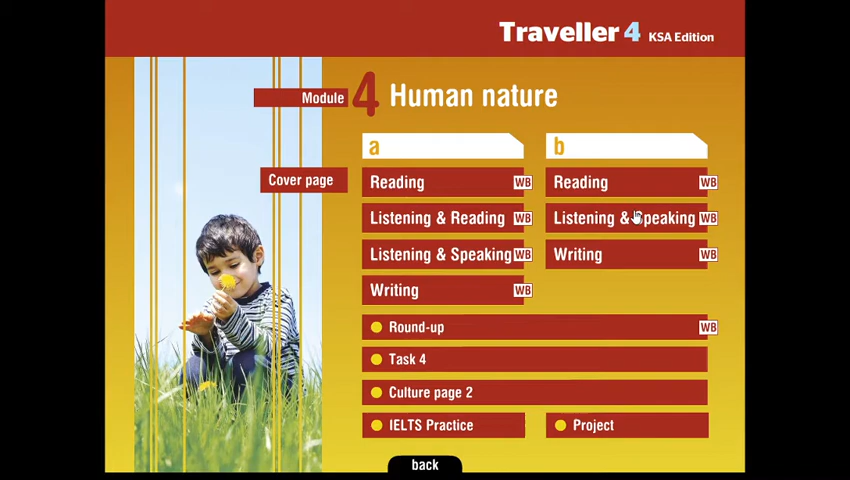 Traveller 4 KSA Edition
Module 4 Human nature
a
b
Cover page
Reading WB
Listening & Reading WB
Listening & Speaking WB
Writing WB
Reading WB
Listening & Speaking WB
Writing WB
Round-up WB
Task 4
Culture page 2
IELTS Practice
Project
back